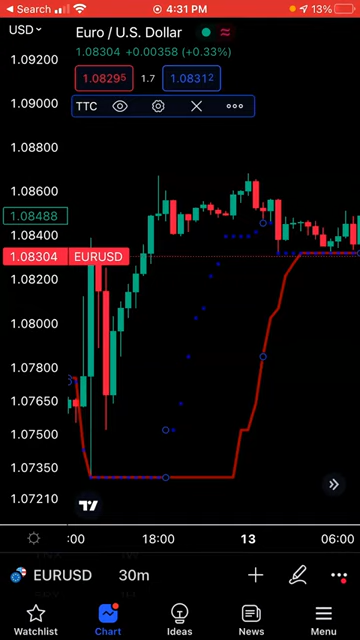 Search
4:31 PM
13%
USD
Euro / U.S. Dollar
1.08304 +0.00358 (+0.33%)
1.08295
1.7
1.08312
TTC
1.09200
1.09000
1.08800
1.08600
1.08488
1.08400
1.08304 EURUSD
1.08200
1.08000
1.07800
1.07650
1.07500
1.07350
1.07210
:00
18:00
13
06:00
EURUSD
30m
Watchlist
Chart
Ideas
News
Menu